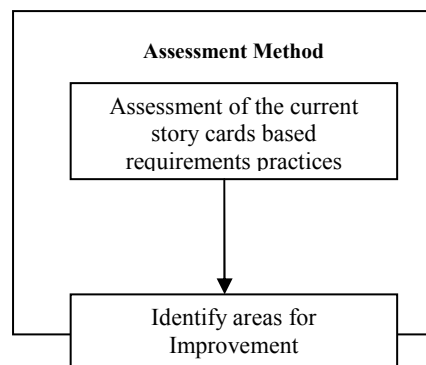 Assessment Method
Assessment of the current
story cards based
requirements practices
Identify areas for
Improvement